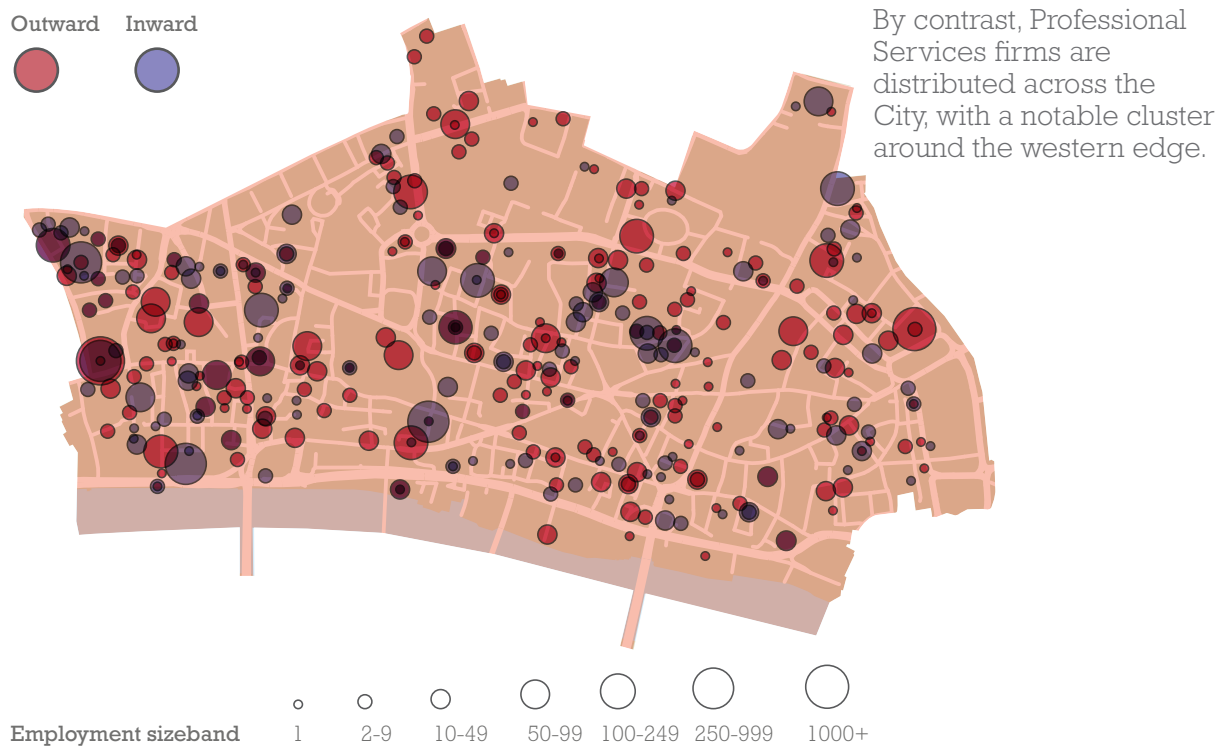 Outward Inward
By contrast, Professional
Services firms are
distributed across the
City, with a notable cluster
around the western edge.
Employment sizeband 1 2-9 10-49 50-99 100-249 250-999 1000+